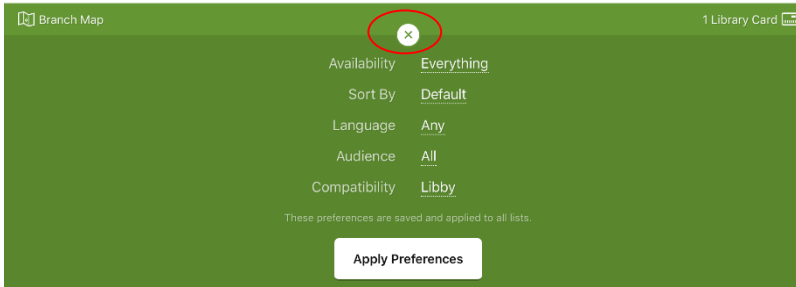 Branch Map 1 Library Card
Availability Everything
Sort By Default
Language Any
Audience All
Compatibility Libby
These preferences are saved and applied to all lists.
Apply Preferences